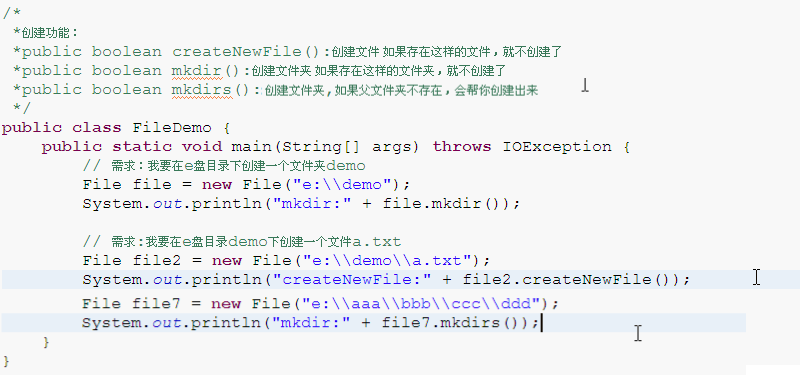 /*
 *创建功能:
 *public boolean createNewFile():创建文件 如果存在这样的文件,就不创建了
 *public boolean mkdir():创建文件夹 如果存在这样的文件夹,就不创建了
 *public boolean mkdirs():创建文件夹,如果父文件夹不存在,会帮你创建出来
 */
public class FileDemo {
    public static void main(String[] args) throws IOException {
        // 需求:我要在e盘目录下创建一个文件夹demo
        File file = new File("e:\\demo");
        System.out.println("mkdir:" + file.mkdir());
        // 需求:我要在e盘目录demo下创建一个文件a.txt
        File file2 = new File("e:\\demo\\a.txt");
        System.out.println("createNewFile:" + file2.createNewFile());
        File file7 = new File("e:\\aaa\\bbb\\ccc\\ddd");
        System.out.println("mkdir:" + file7.mkdirs());
    }
}